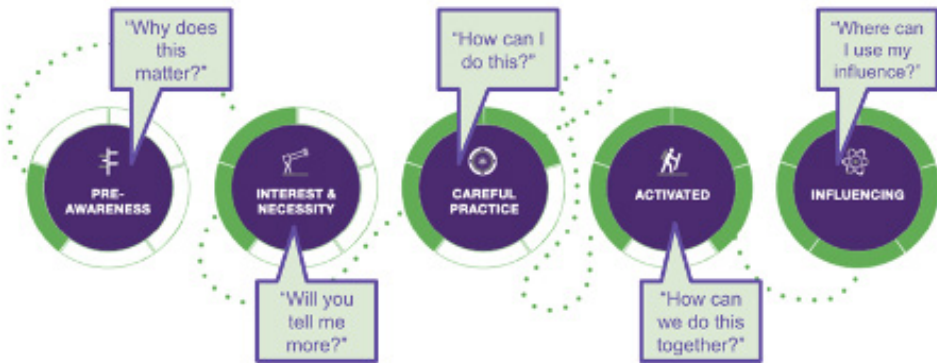 "Why does
this
matter?"
"How can I
do this?"
"Where can
I use my
influence?"
PRE-
AWARENESS
INTEREST &
NECESSITY
CAREFUL
PRACTICE
ACTIVATED
INFLUENCING
"Will you
tell me
more?"
"How can
we do this
together?"